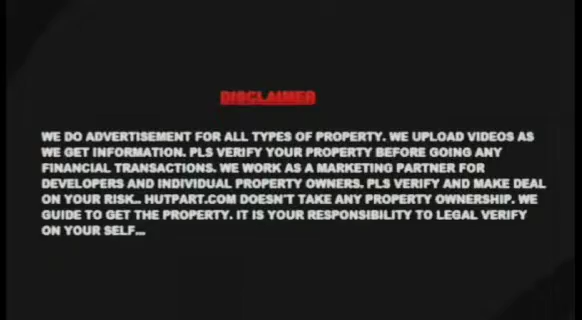 DISCLAIMER
WE DO ADVERTISEMENT FOR ALL TYPES OF PROPERTY. WE UPLOAD VIDEOS AS
WE GET INFORMATION. PLS VERIFY YOUR PROPERTY BEFORE GOING ANY
FINANCIAL TRANSACTIONS. WE WORK AS A MARKETING PARTNER FOR
DEVELOPERS AND INDIVIDUAL PROPERTY OWNERS. PLS VERIFY AND MAKE DEAL
ON YOUR RISK.. HUTPART.COM DOESN'T TAKE ANY PROPERTY OWNERSHIP. WE
GUIDE TO GET THE PROPERTY. IT IS YOUR RESPONSIBILITY TO LEGAL VERIFY
ON YOUR SELF...